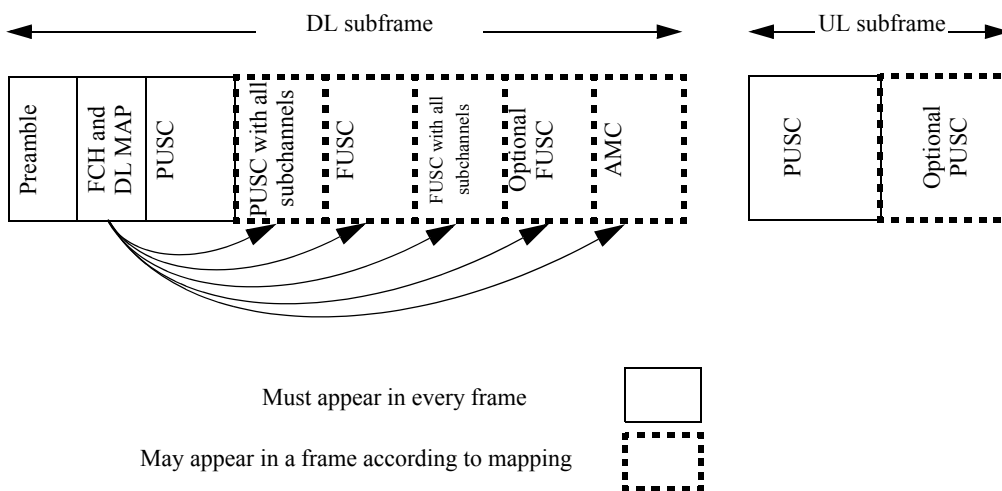 DL subframe
UL subframe
Preamble
FCH and
DL MAP
PUSC
PUSC with all
subchannels
FUSC
FUSC with all
subchannels
Optional
FUSC
AMC
PUSC
Optional
PUSC
Must appear in every frame
May appear in a frame according to mapping